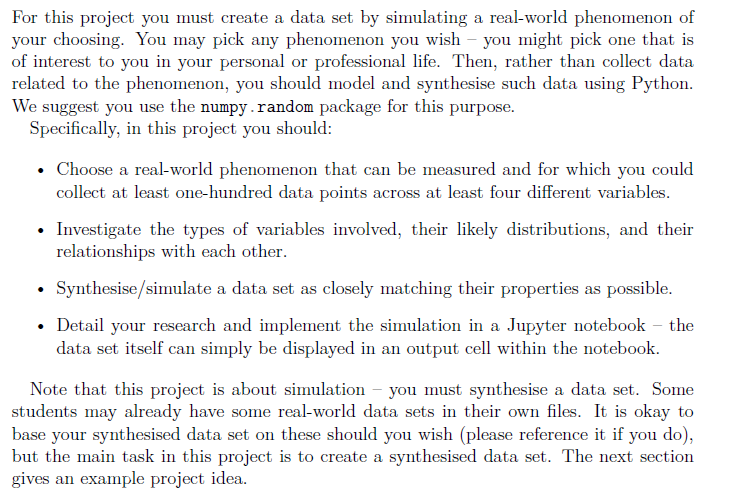 For this project you must create a data set by simulating a real-world phenomenon of
your choosing. You may pick any phenomenon you wish – you might pick one that is
of interest to you in your personal or professional life. Then, rather than collect data
related to the phenomenon, you should model and synthesise such data using Python.
We suggest you use the numpy.random package for this purpose.
Specifically, in this project you should:
• Choose a real-world phenomenon that can be measured and for which you could
collect at least one-hundred data points across at least four different variables.
• Investigate the types of variables involved, their likely distributions, and their
relationships with each other.
• Synthesise/simulate a data set as closely matching their properties as possible.
• Detail your research and implement the simulation in a Jupyter notebook – the
data set itself can simply be displayed in an output cell within the notebook.
Note that this project is about simulation – you must synthesise a data set. Some
students may already have some real-world data sets in their own files. It is okay to
base your synthesised data set on these should you wish (please reference it if you do),
but the main task in this project is to create a synthesised data set. The next section
gives an example project idea.